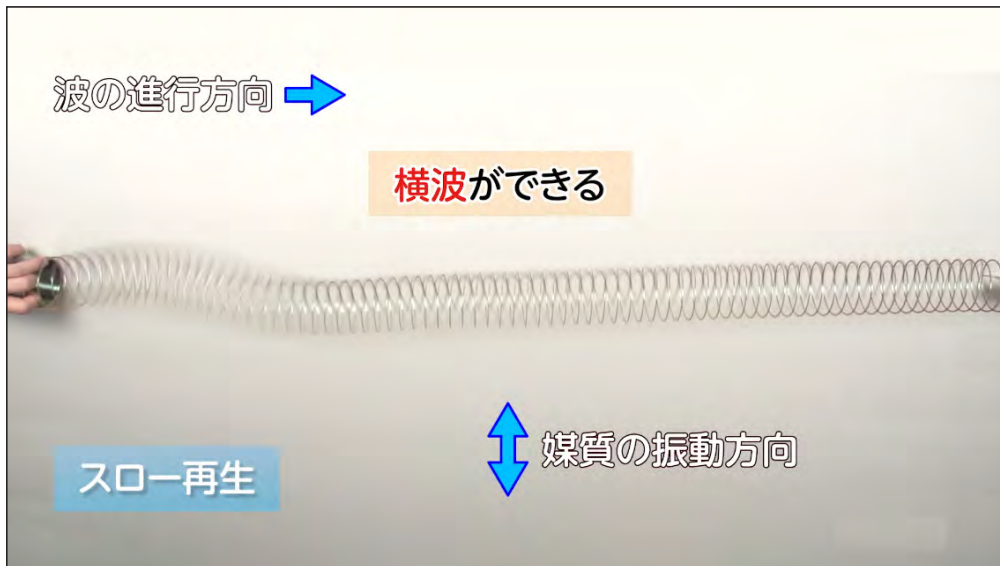 波の進行方向
横波ができる
媒質の振動方向
スロー再生